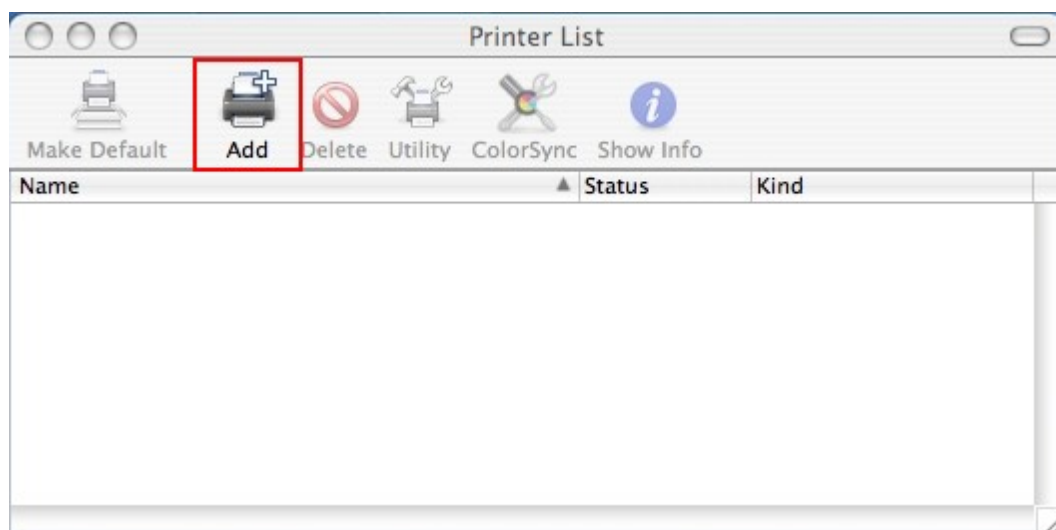 Printer List
Make Default Add Delete Utility ColorSync Show Info
Name Status Kind